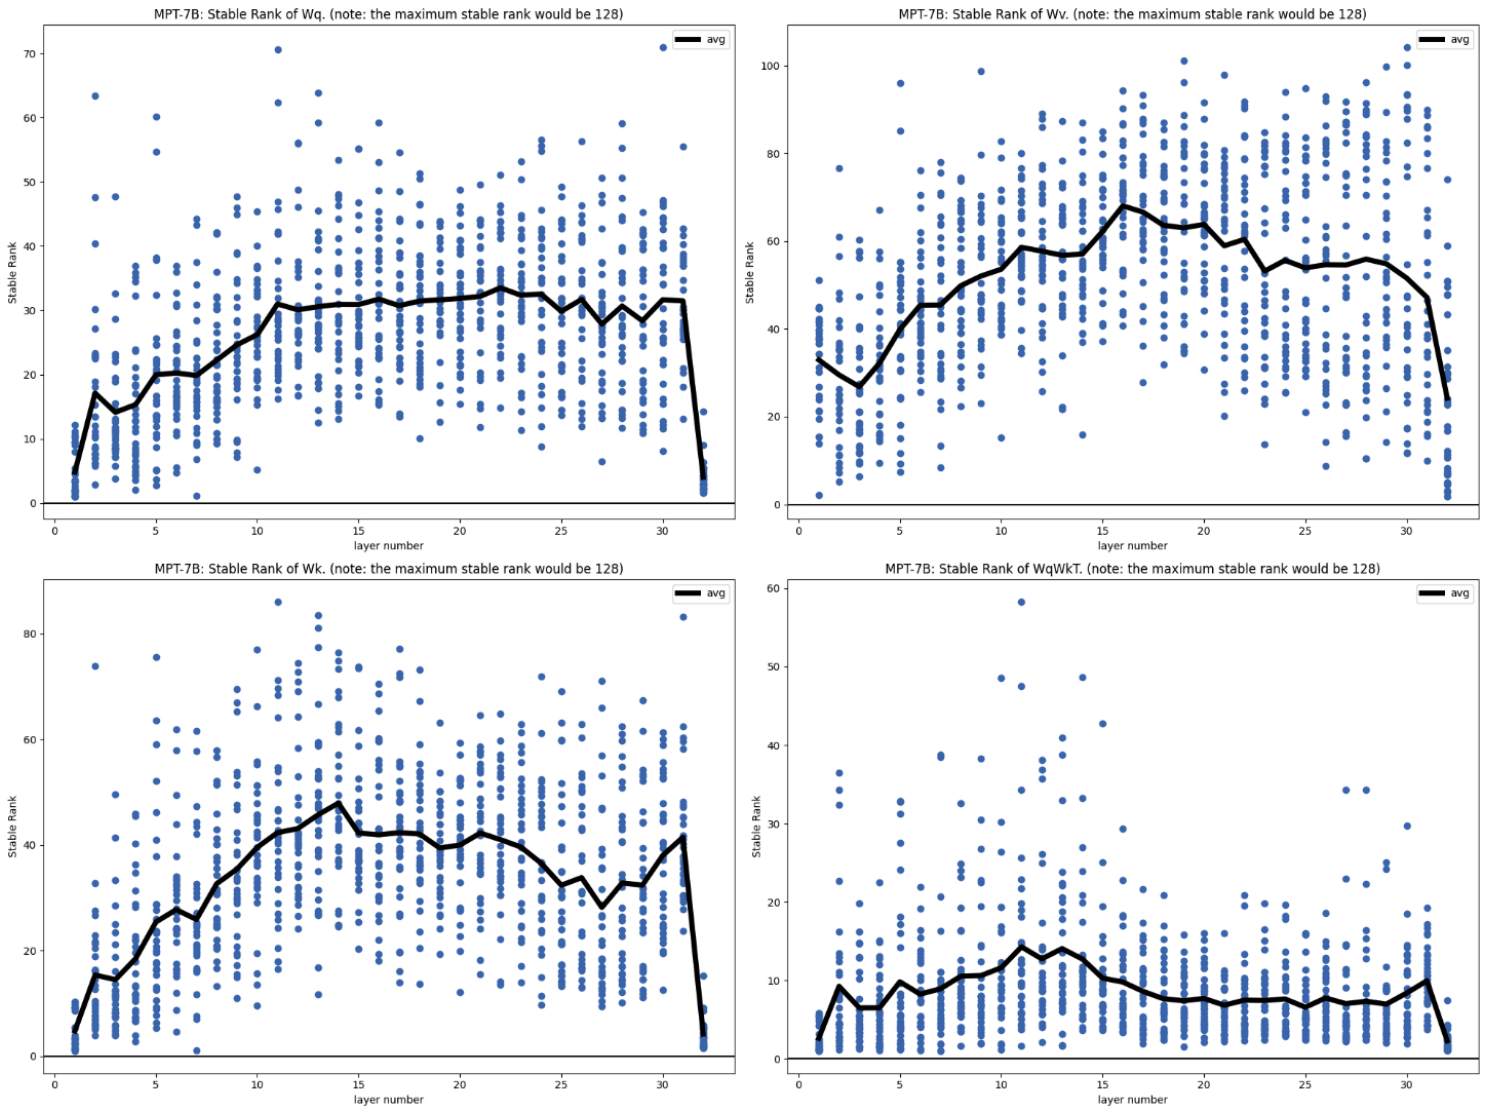 MPT-7B: Stable Rank of Wq. (note: the maximum stable rank would be 128)
avg
70
60
50
40
30
20
10
0
Stable Rank
0 5 10 15 20 25 30
layer number
MPT-7B: Stable Rank of Wv. (note: the maximum stable rank would be 128)
avg
100
80
60
40
20
0
Stable Rank
0 5 10 15 20 25 30
layer number
MPT-7B: Stable Rank of Wk. (note: the maximum stable rank would be 128)
avg
80
60
40
20
0
Stable Rank
0 5 10 15 20 25 30
layer number
MPT-7B: Stable Rank of WqWkT. (note: the maximum stable rank would be 128)
avg
60
50
40
30
20
10
0
Stable Rank
0 5 10 15 20 25 30
layer number